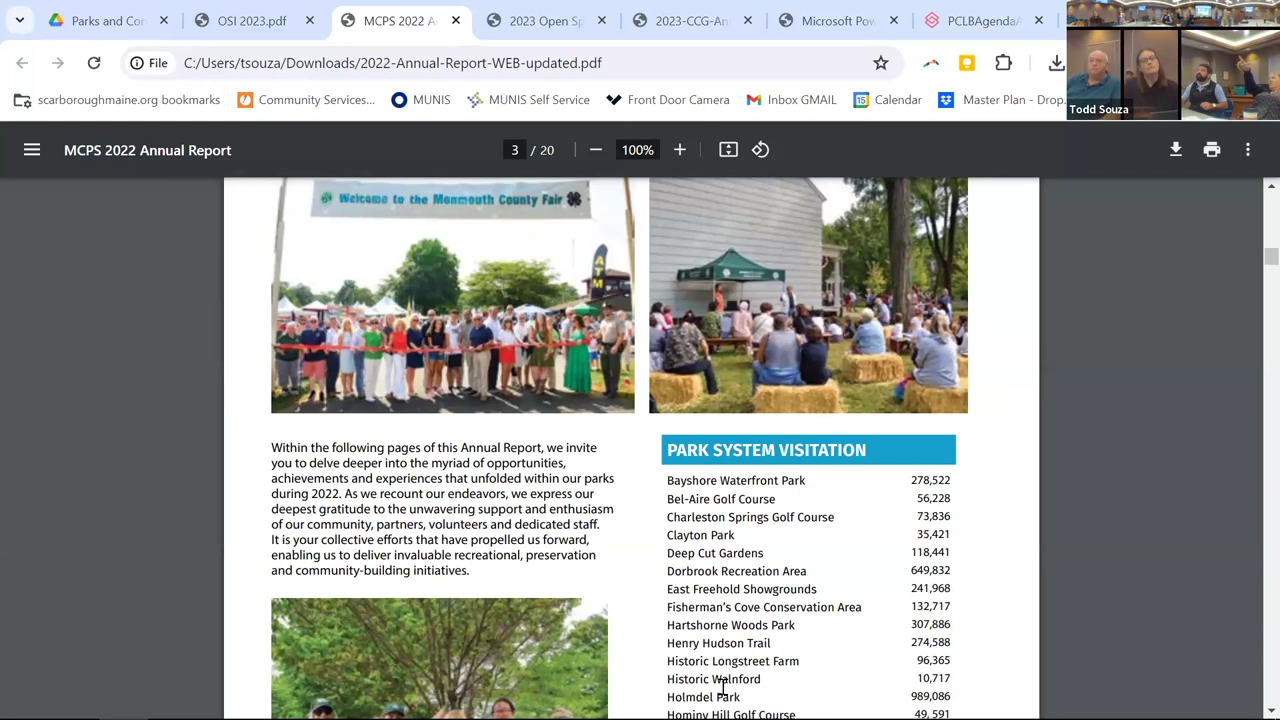 Parks and Con
OSI 2023.pdf
MCPS 2022 A
2023 Open Sp
2023-CCG-An
Microsoft Pow
PCLBAgenda
File
C:/Users/tsouza/Downloads/2022-Annual-Report-WEB-updated.pdf
scarboroughmaine.org bookmarks
Community Services...
MUNIS
MUNIS Self Service
Front Door Camera
Inbox GMAIL
Calendar
Master Plan - Drop.
Todd Souza
MCPS 2022 Annual Report
3 / 20
100%
Welcome to the Monmouth County Fair
ATM
Within the following pages of this Annual Report, we invite
you to delve deeper into the myriad of opportunities,
achievements and experiences that unfolded within our parks
during 2022. As we recount our endeavors, we express our
deepest gratitude to the unwavering support and enthusiasm
of our community, partners, volunteers and dedicated staff.
It is your collective efforts that have propelled us forward,
enabling us to deliver invaluable recreational, preservation
and community-building initiatives.
PARK SYSTEM VISITATION
Bayshore Waterfront Park 278,522
Bel-Aire Golf Course 56,228
Charleston Springs Golf Course 73,836
Clayton Park 35,421
Deep Cut Gardens 118,441
Dorbrook Recreation Area 649,832
East Freehold Showgrounds 241,968
Fisherman's Cove Conservation Area 132,717
Hartshorne Woods Park 307,886
Henry Hudson Trail 274,588
Historic Longstreet Farm 96,365
Historic Walnford 10,717
Holmdel Park 989,086
Hominy Hill Golf Course 49, 591